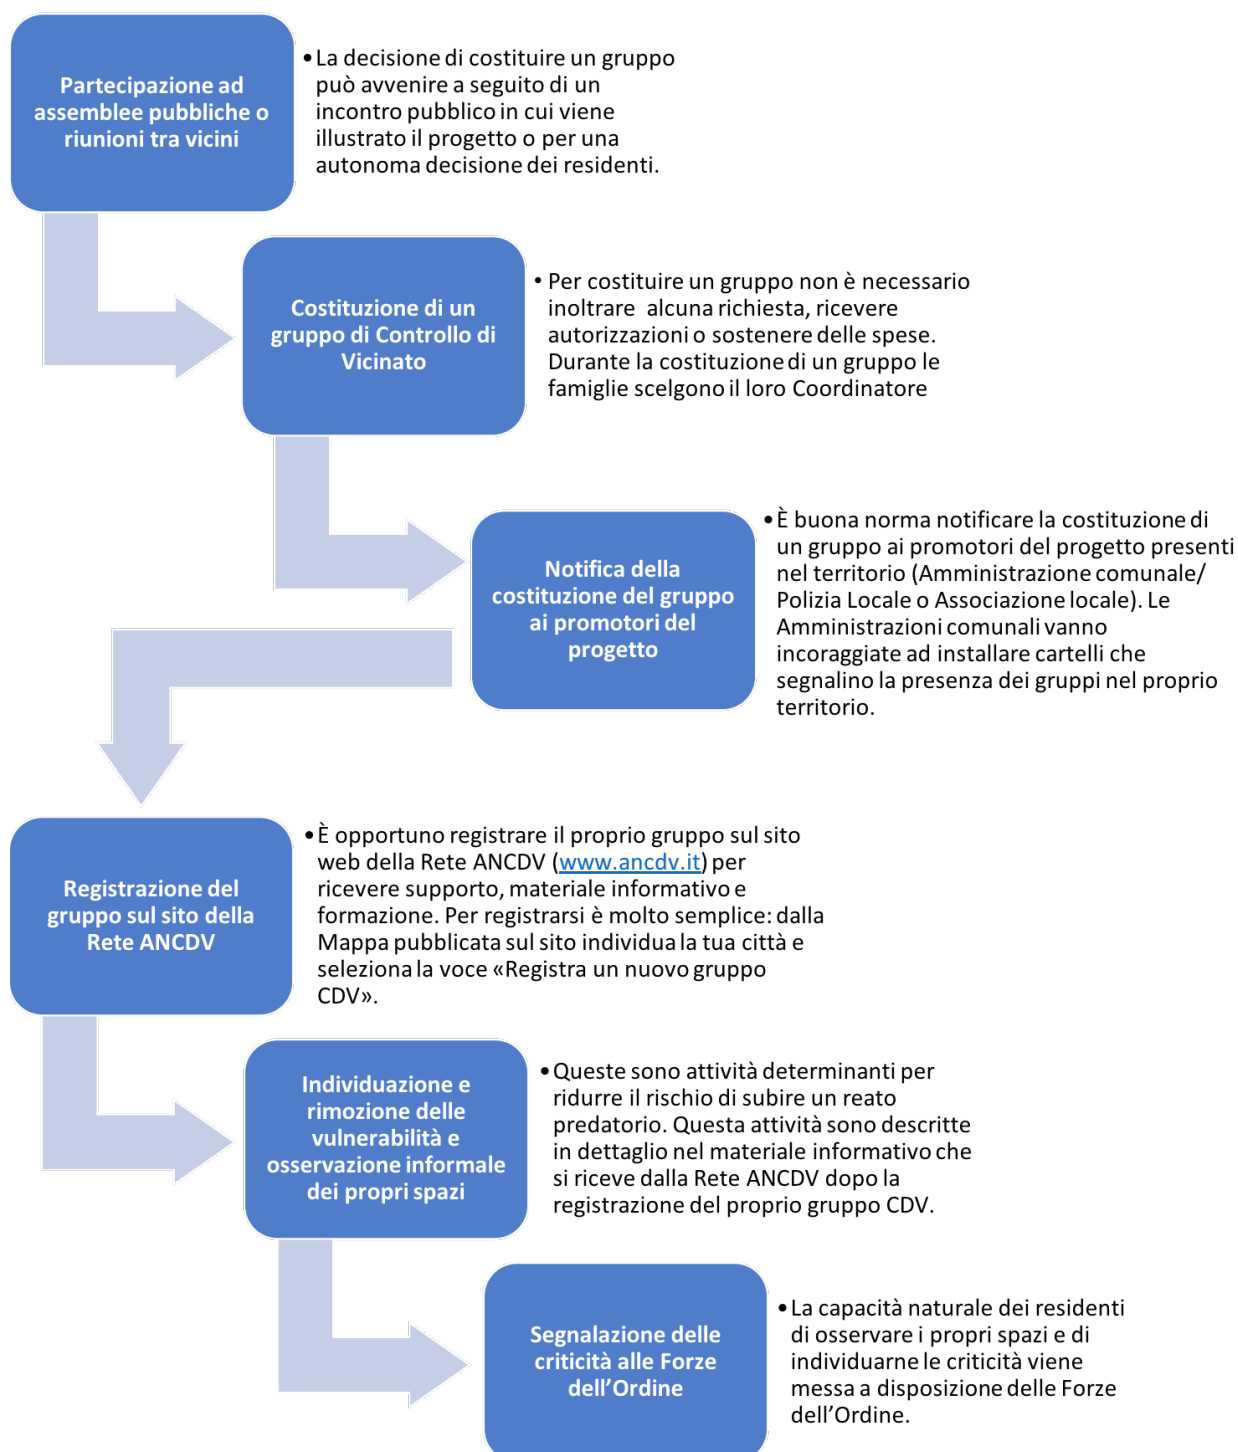 Partecipazione ad
assemblee pubbliche o
riunioni tra vicini
•La decisione di costituire un gruppo
può avvenire a seguito di un
incontro pubblico in cui viene
illustrato il progetto o per una
autonoma decisione dei residenti.
Costituzione di un
gruppo di Controllo di
Vicinato
• Per costituire un gruppo non è necessario
inoltrare  alcuna richiesta, ricevere
autorizzazioni o sostenere delle spese.
Durante la costituzione di un gruppo le
famiglie scelgono il loro Coordinatore
Notifica della
costituzione del gruppo
ai promotori del
progetto
•È buona norma notificare la costituzione di
un gruppo ai promotori del progetto presenti
nel territorio (Amministrazione comunale/
Polizia Locale o Associazione locale). Le
Amministrazioni comunali vanno
incoraggiate ad installare cartelli che
segnalino la presenza dei gruppi nel proprio
territorio.
Registrazione del
gruppo sul sito della
Rete ANCDV
•È opportuno registrare il proprio gruppo sul sito
web della Rete ANCDV (www.ancdv.it) per
ricevere supporto, materiale informativo e
formazione. Per registrarsi è molto semplice: dalla
Mappa pubblicata sul sito individua la tua città e
seleziona la voce «Registra un nuovo gruppo
CDV».
Individuazione e
rimozione delle
vulnerabilità e
osservazione informale
dei propri spazi
•Queste sono attività determinanti per
ridurre il rischio di subire un reato
predatorio. Questa attività sono descritte
in dettaglio nel materiale informativo che
si riceve dalla Rete ANCDV dopo la
registrazione del proprio gruppo CDV.
Segnalazione delle
criticità alle Forze
dell’Ordine
•La capacità naturale dei residenti
di osservare i propri spazi e di
individuarne le criticità viene
messa a disposizione delle Forze
dell’Ordine.